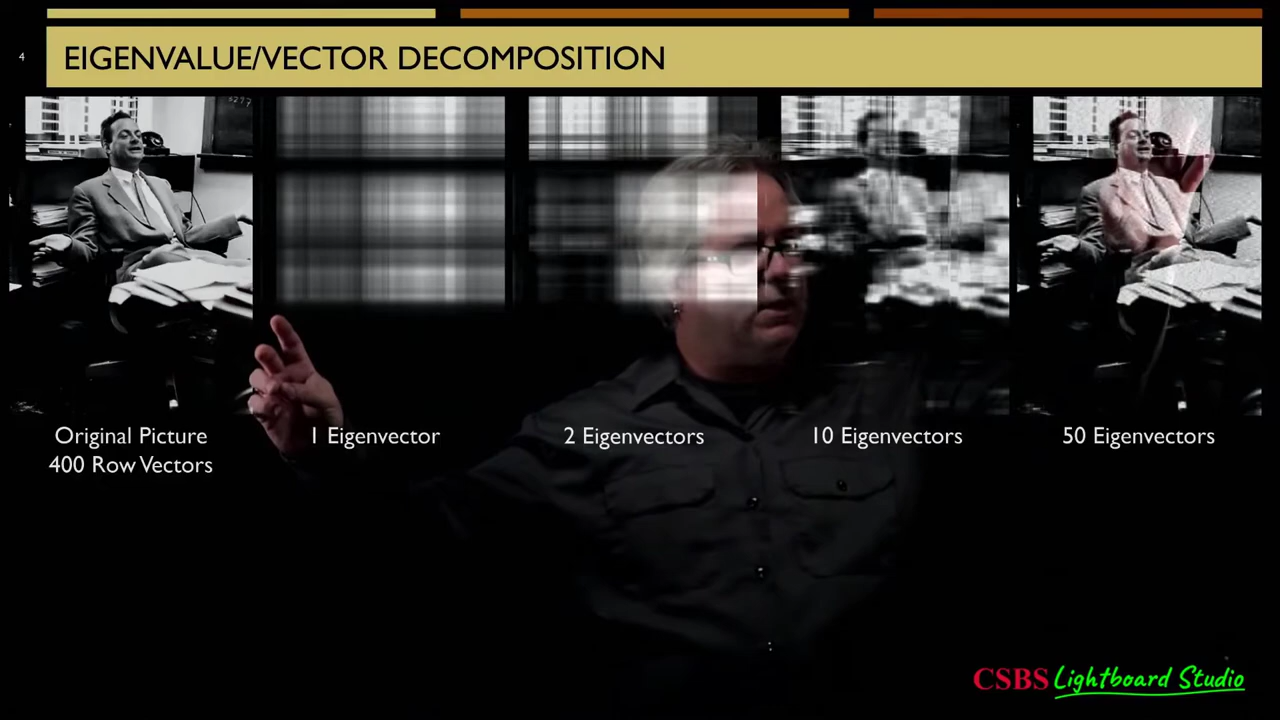 4
EIGENVALUE/VECTOR DECOMPOSITION
6277
Original Picture
400 Row Vectors
1 Eigenvector
2 Eigenvectors
10 Eigenvectors
50 Eigenvectors
CSBS Lightboard Studio